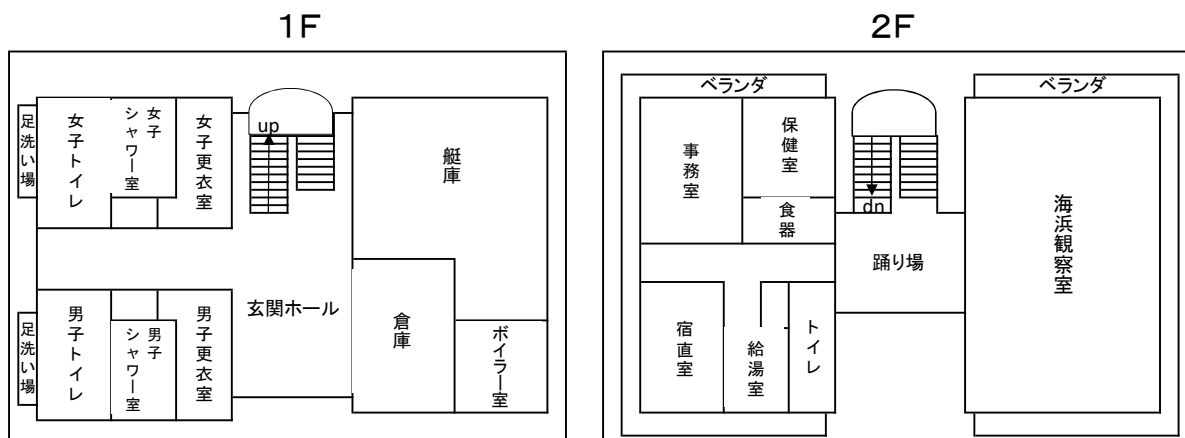 1F
足洗い場
女子トイレ
女子
シャワー室
女子更衣室
up
艇庫
足洗い場
男子トイレ
男子
シャワー室
男子更衣室
玄関ホール
倉庫
ボイラー室
2F
ベランダ
ベランダ
事務室
保健室
食器
dn
踊り場
海浜観察室
宿直室
給湯室
トイレ